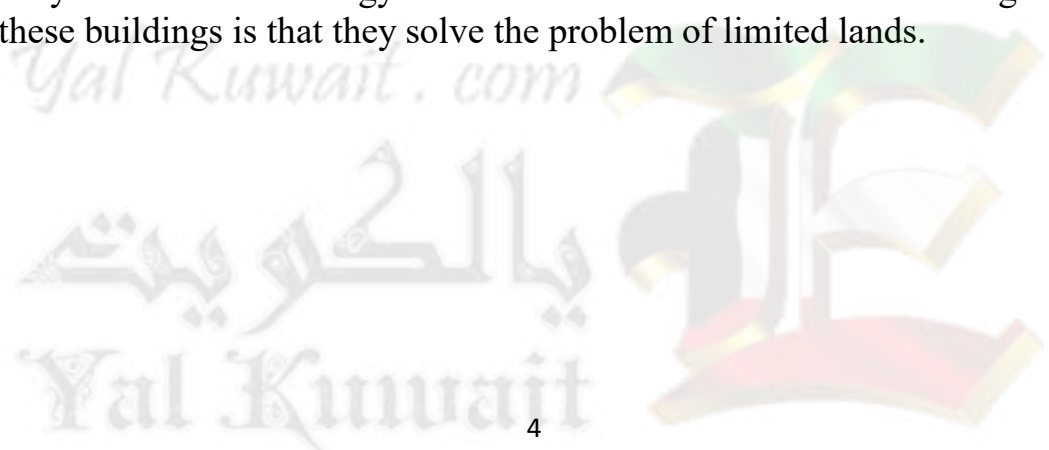 these buildings is that they solve the problem of limited lands.
Yal Kuwait . com
يالكويت
Yal Kuwait
4